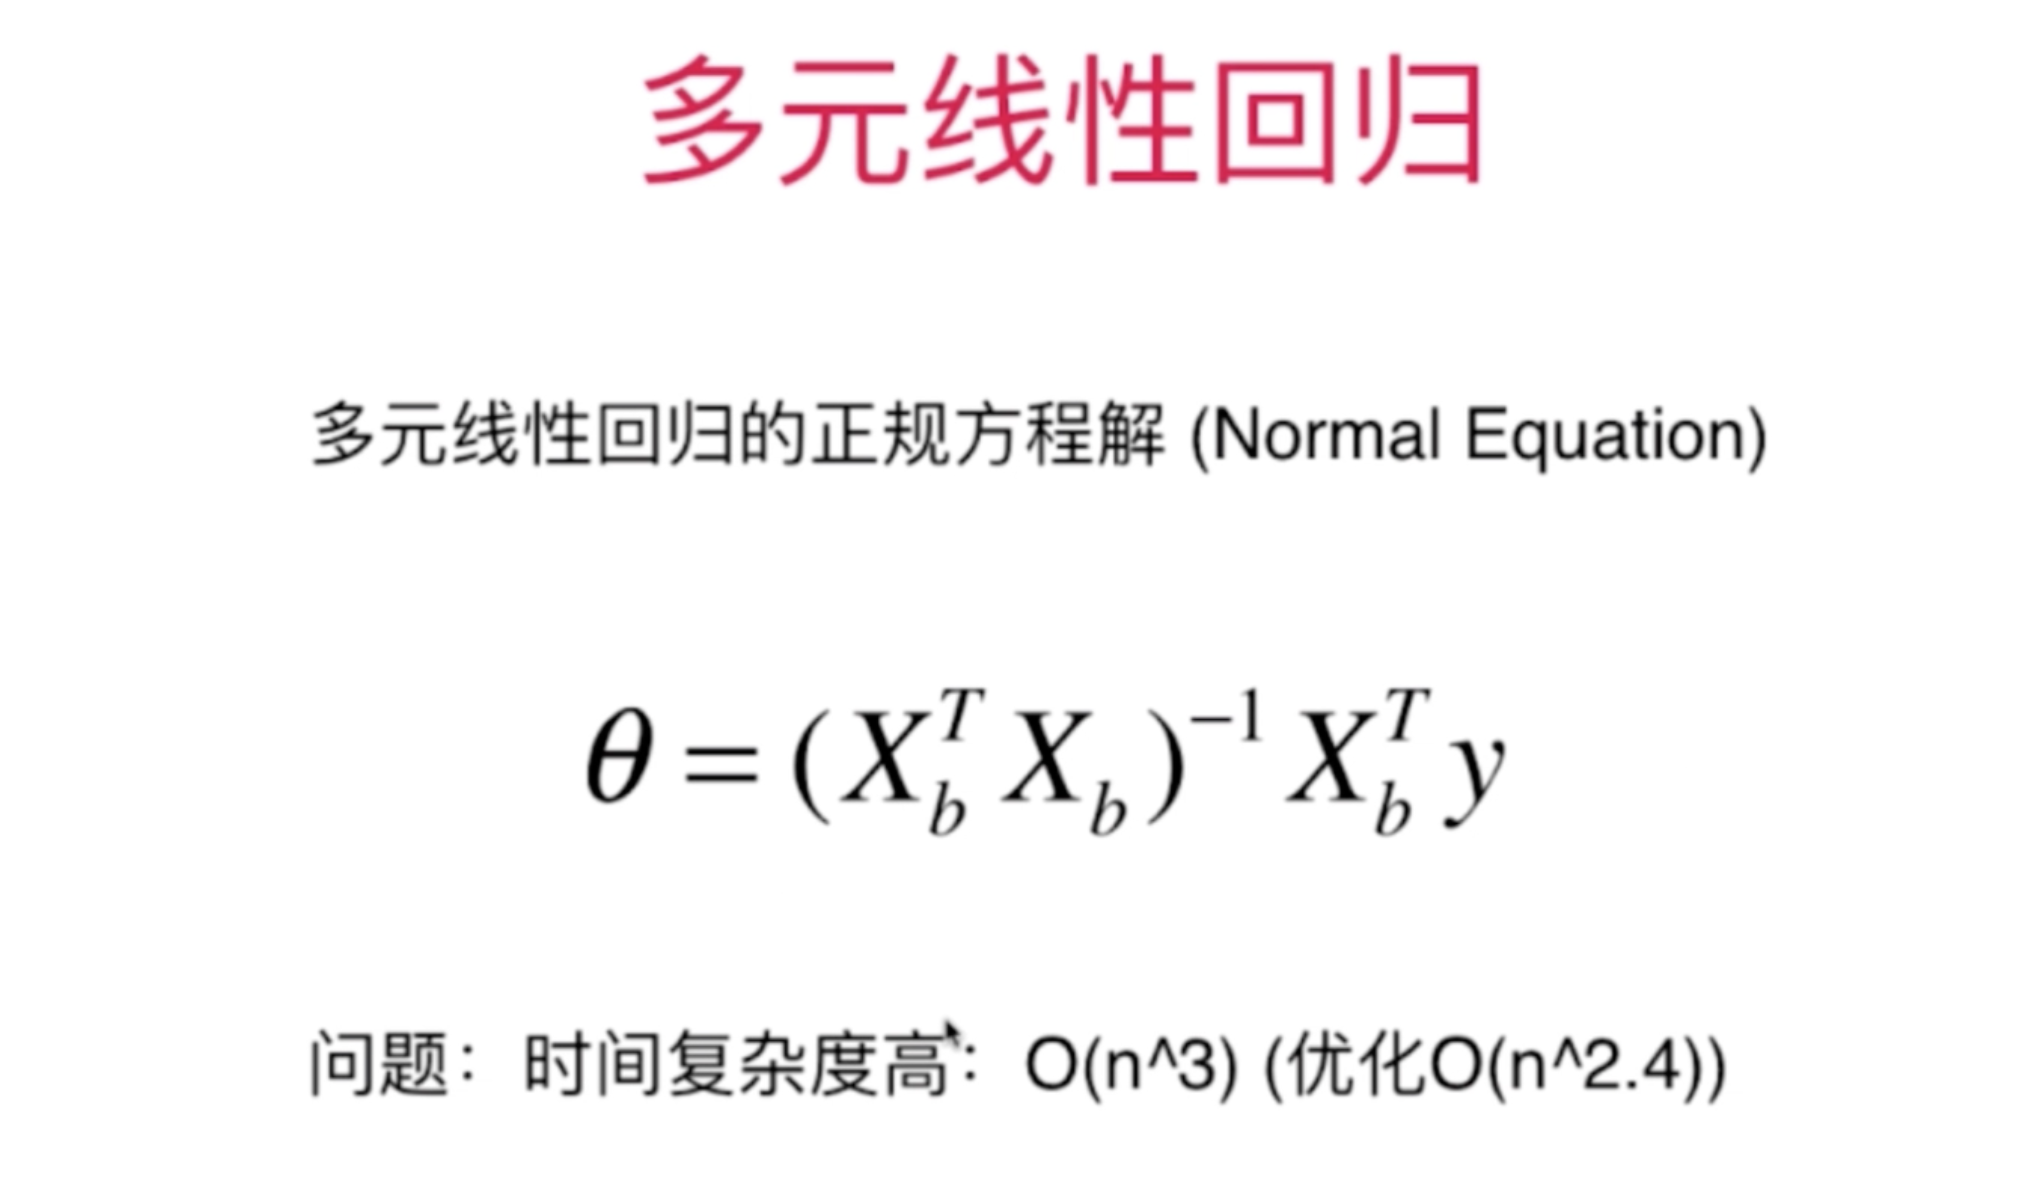 多元线性回归
多元线性回归的正规方程解 (Normal Equation)
θ = (X_b^T X_b)^{-1} X_b^T y
问题：时间复杂度高：O(n^3) (优化O(n^2.4))